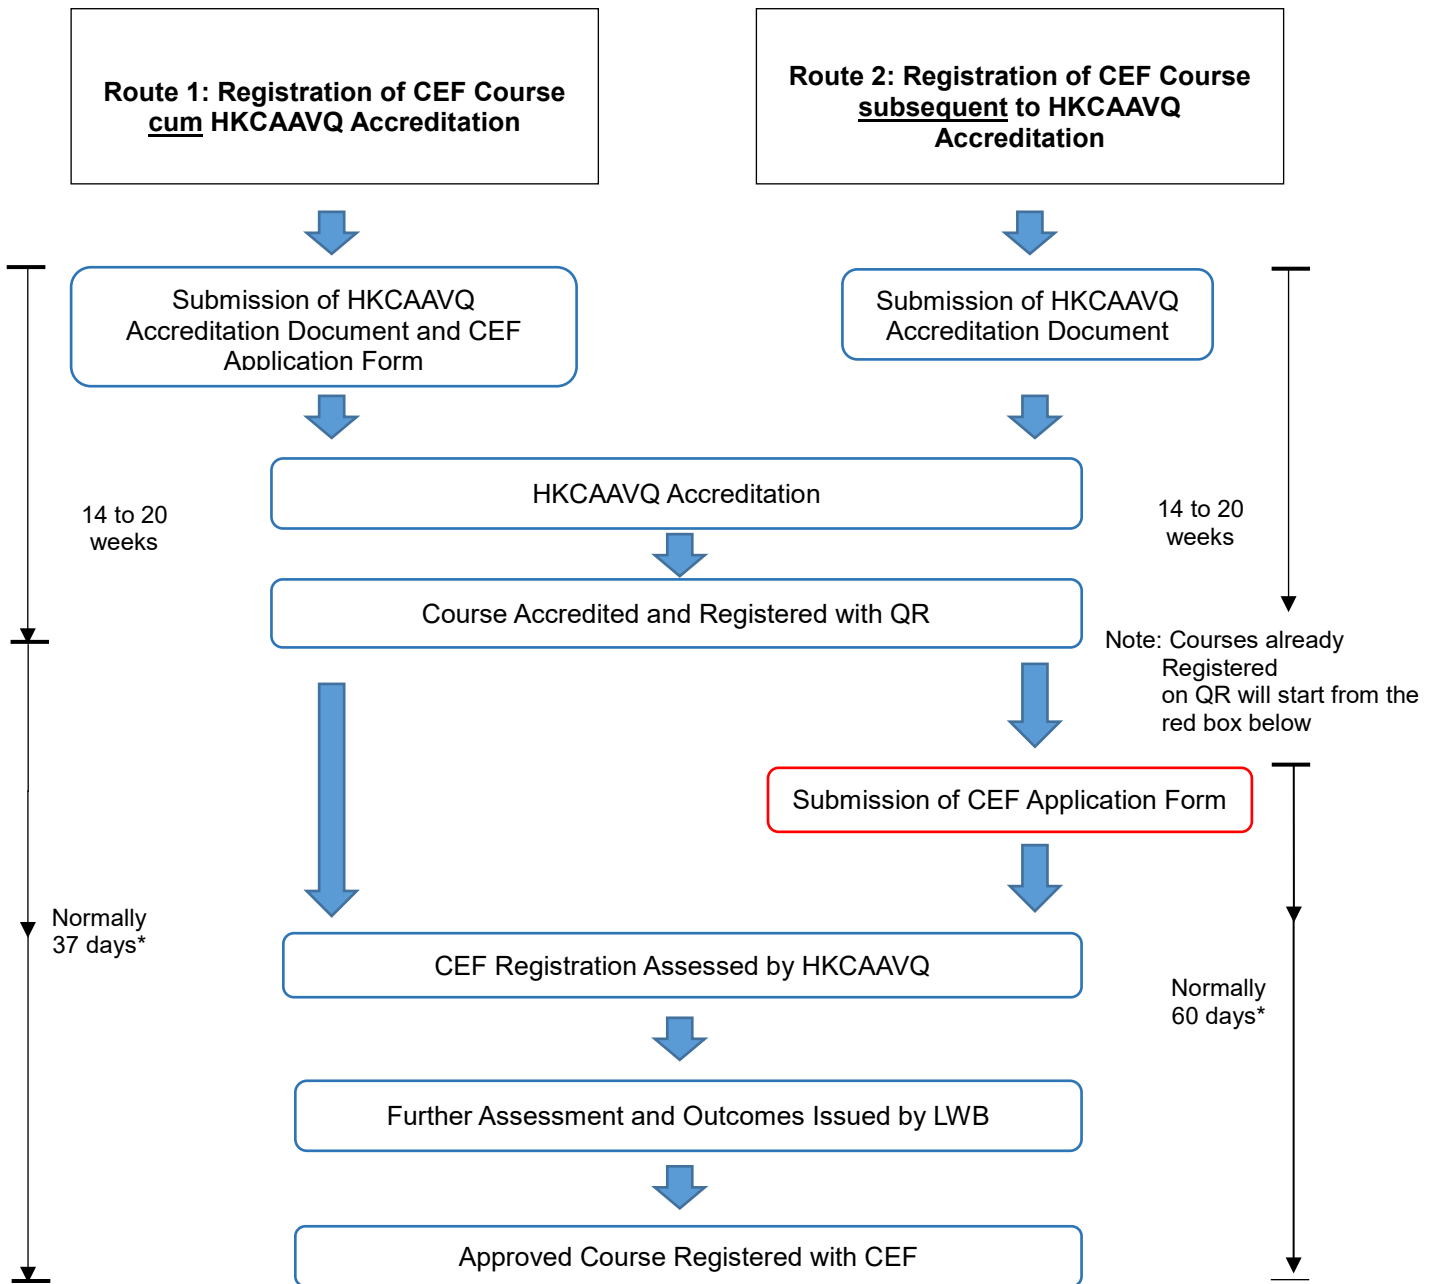 Route 1: Registration of CEF Course
cum HKCAAVQ Accreditation
Route 2: Registration of CEF Course
subsequent to HKCAAVQ
Accreditation
Submission of HKCAAVQ
Accreditation Document and CEF
Application Form
Submission of HKCAAVQ
Accreditation Document
HKCAAVQ Accreditation
14 to 20
weeks
14 to 20
weeks
Course Accredited and Registered with QR
Note: Courses already
Registered
on QR will start from the
red box below
Submission of CEF Application Form
Normally
37 days*
CEF Registration Assessed by HKCAAVQ
Normally
60 days*
Further Assessment and Outcomes Issued by LWB
Approved Course Registered with CEF